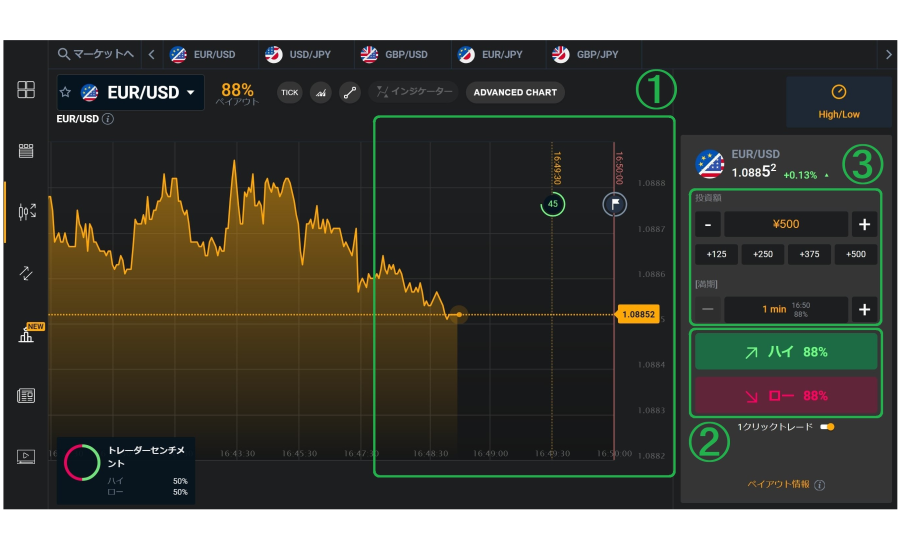 マーケットへ
EUR/USD
USD/JPY
GBP/USD
EUR/JPY
GBP/JPY
①
EUR/USD
88%
ペイアウト
TICK
インジケーター
ADVANCED CHART
High/Low
EUR/USD
16:49:30
16:50:00
45
1.0888
1.0887
1.0886
1.08852
1.0884
1.0883
1.0882
16:43:30
16:45:30
16:47:30
16:48:30
16:49:00
16:49:30
16:50:00
NEW
トレーダーセンチメ
ント
ハイ 50%
ロー 50%
EUR/USD
1.0885²
+0.13%
③
投資額
- ¥500 +
+125 +250 +375 +500
[満期]
— 1 min 16:50 88% +
ハイ 88%
ロー 88%
②
1クリックトレード
ペイアウト情報